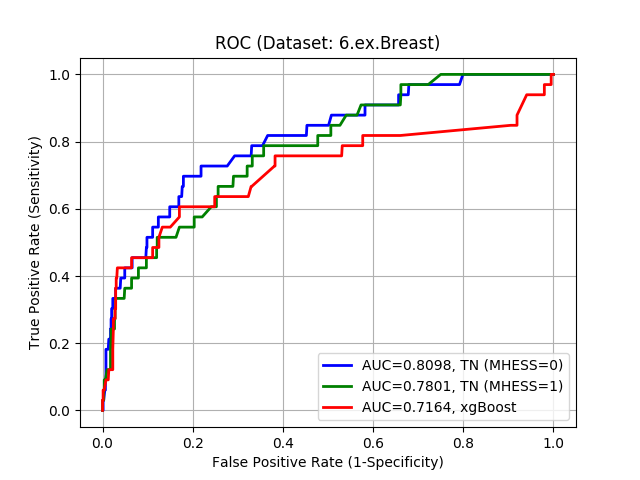 ROC (Dataset: 6.ex.Breast)
True Positive Rate (Sensitivity)
1.0
0.8
0.6
0.4
0.2
0.0
AUC=0.8098, TN (MHESS=0)
AUC=0.7801, TN (MHESS=1)
AUC=0.7164, xgBoost
0.0 0.2 0.4 0.6 0.8 1.0
False Positive Rate (1-Specificity)